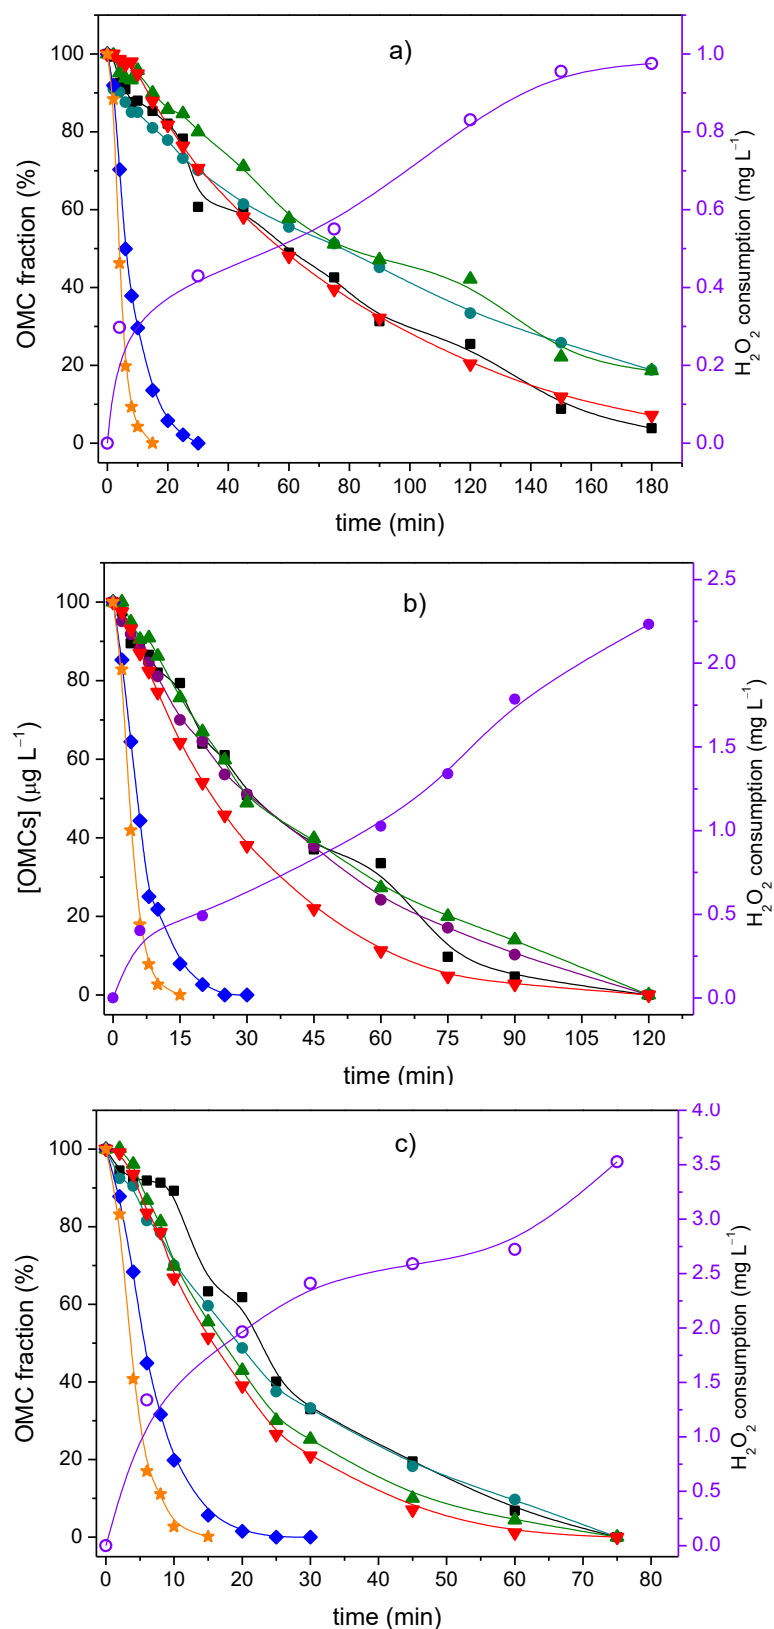 a)
100
80
60
40
20
0
OMC fraction (%)
1.0
0.8
0.6
0.4
0.2
0.0
H₂O₂ consumption (mg L⁻¹)
0 20 40 60 80 100 120 140 160 180
time (min)
b)
100
80
60
40
20
0
[OMCs] (μg L⁻¹)
2.5
2.0
1.5
1.0
0.5
0.0
H₂O₂ consumption (mg L⁻¹)
0 15 30 45 60 75 90 105 120
time (min)
c)
100
80
60
40
20
0
OMC fraction (%)
4.0
3.5
3.0
2.5
2.0
1.5
1.0
0.5
0.0
H₂O₂ consumption (mg L⁻¹)
0 10 20 30 40 50 60 70 80
time (min)